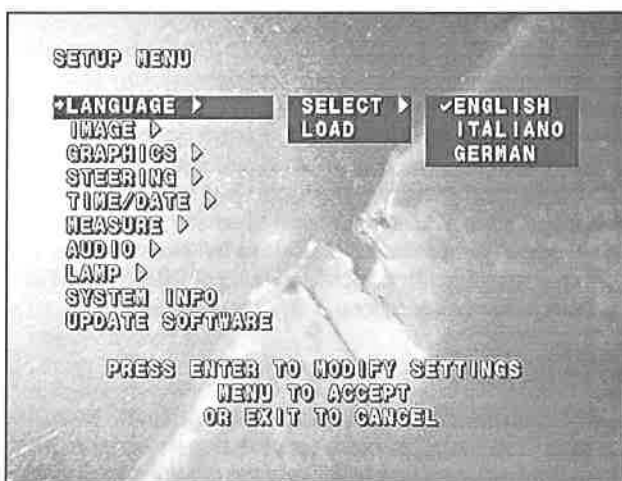 SETUP MENU
LANGUAGE
SELECT
✓ENGLISH
IMAGE
LOAD
ITALIANO
GRAPHICS
GERMAN
STEERING
TIME/DATE
MEASURE
AUDIO
LAMP
SYSTEM INFO
UPDATE SOFTWARE
PRESS ENTER TO MODIFY SETTINGS
MENU TO ACCEPT
OR EXIT TO CANCEL